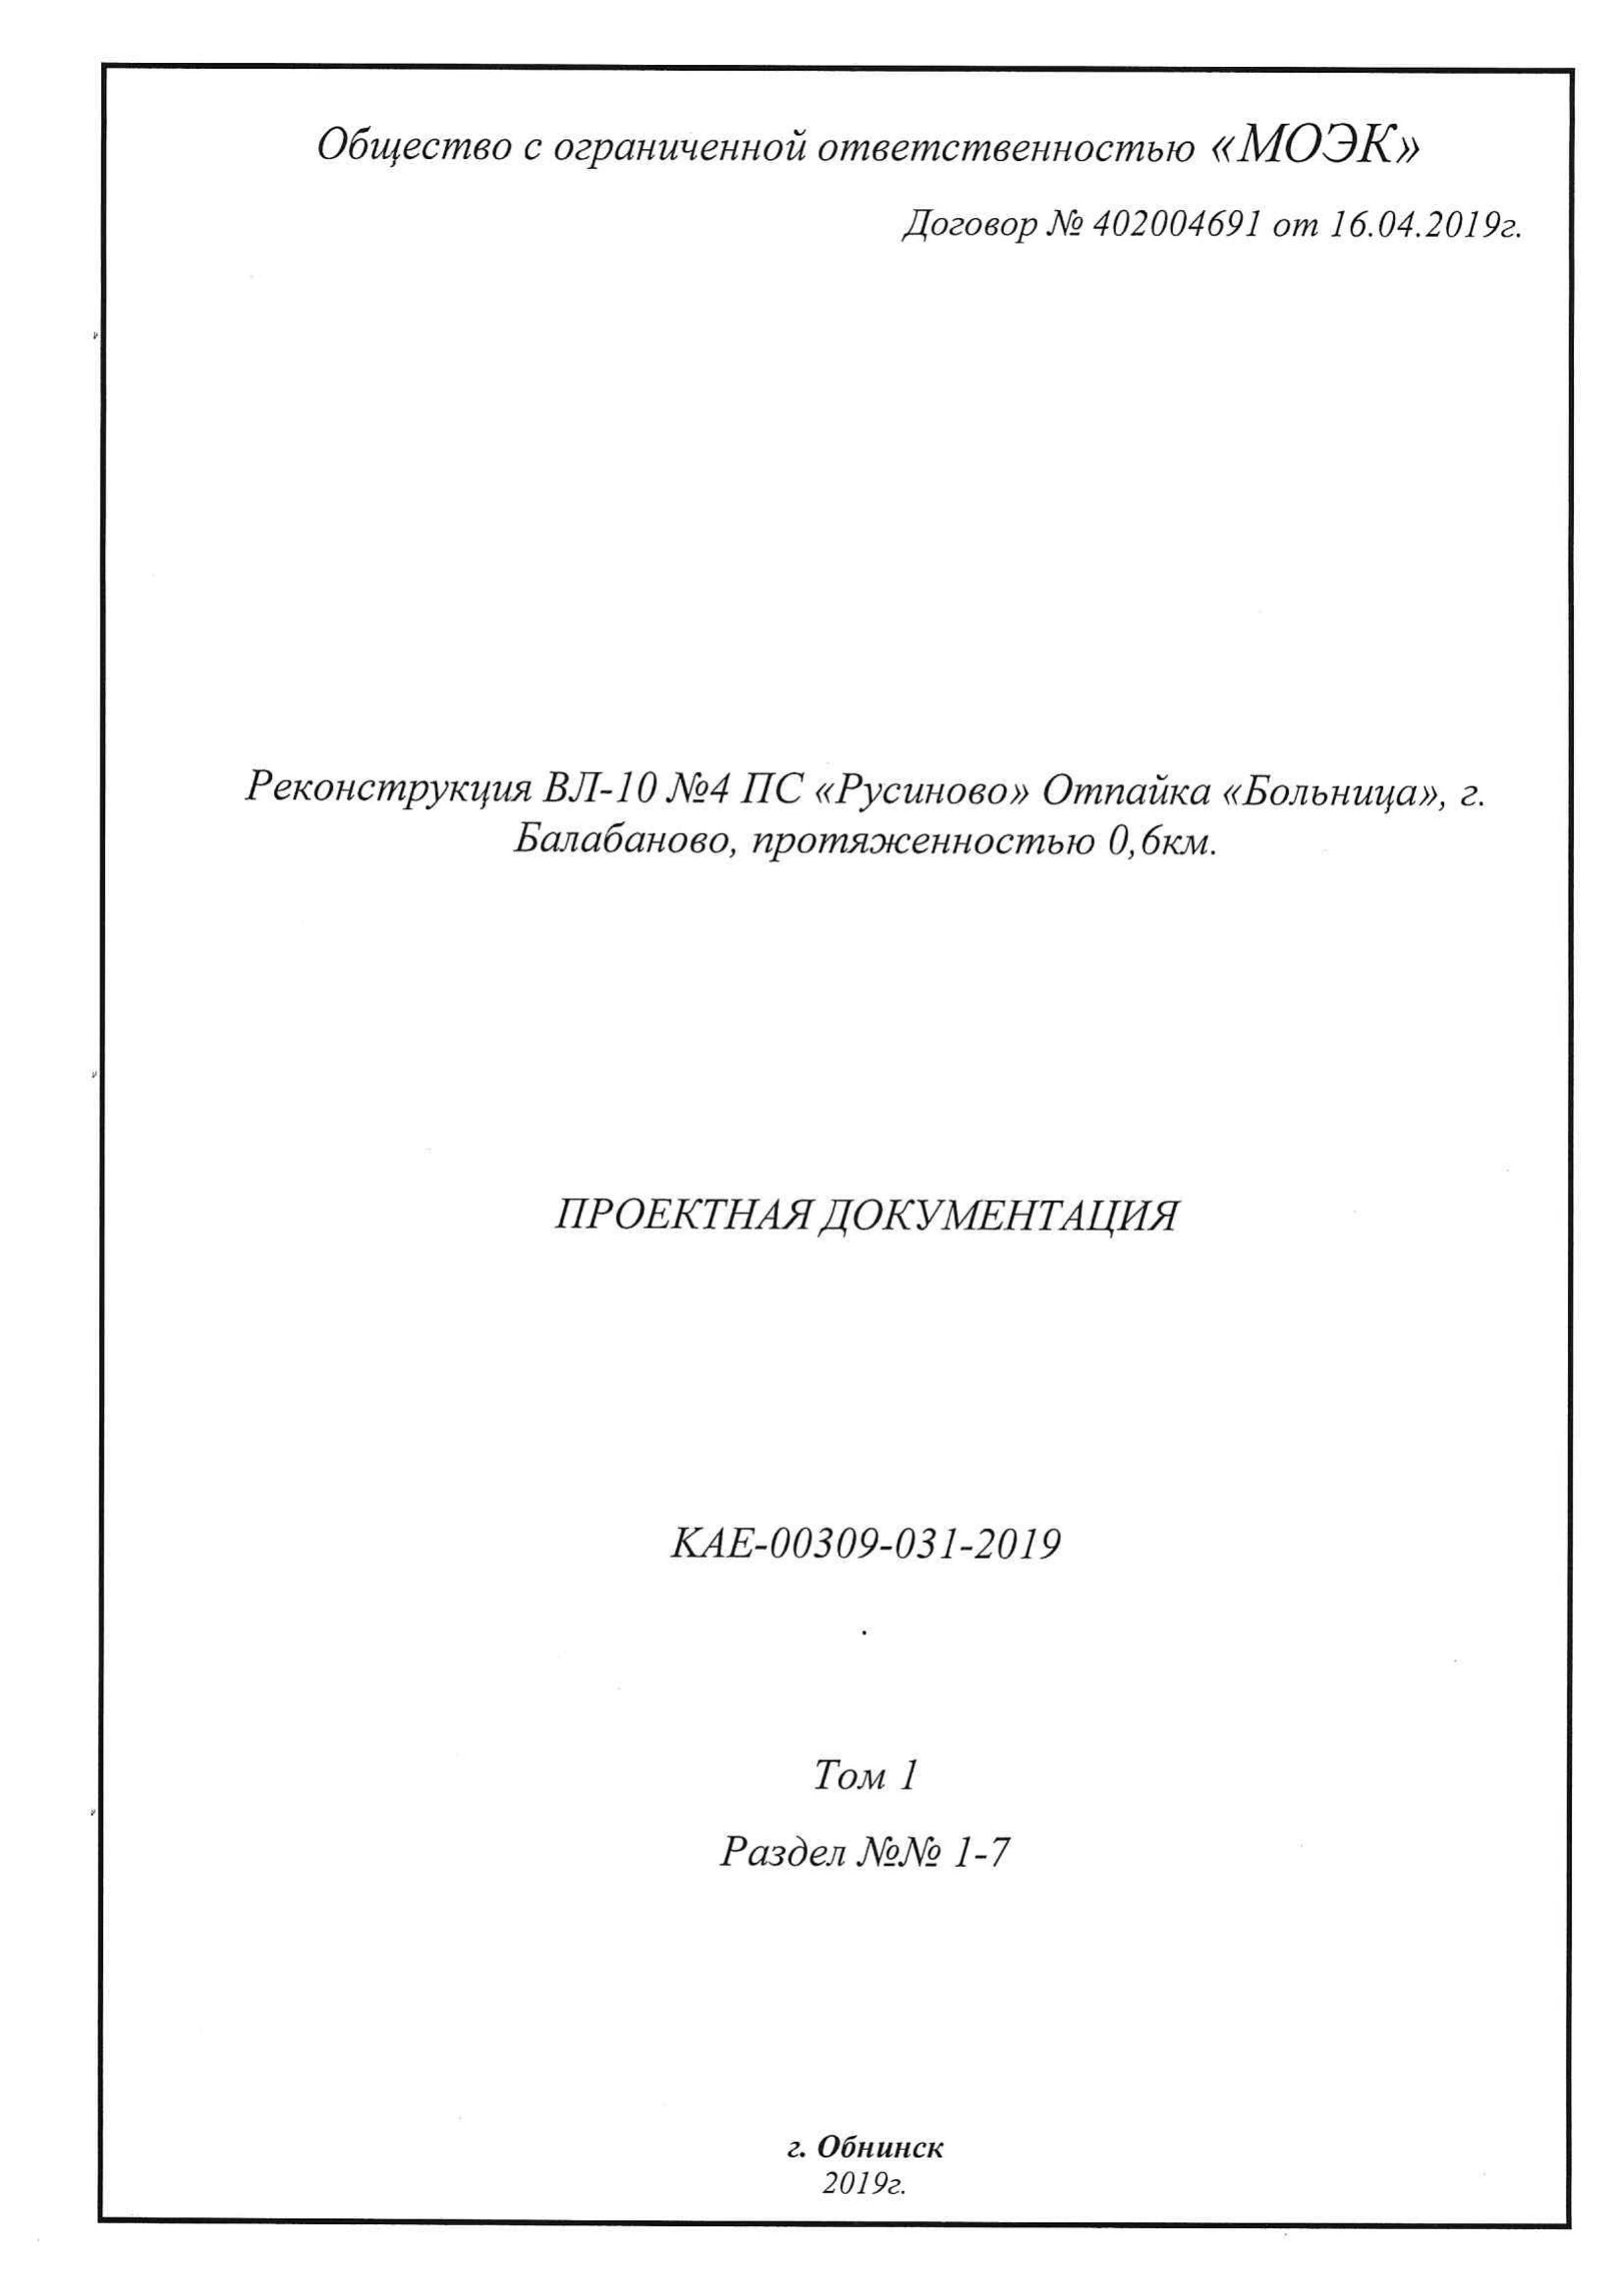 Общество с ограниченной ответственностью «МОЭК»
Договор № 402004691 от 16.04.2019г.
Реконструкция ВЛ-10 №4 ПС «Русиново» Отпайка «Больница», г.
Балабаново, протяженностью 0,6км.
ПРОЕКТНАЯ ДОКУМЕНТАЦИЯ
КАЕ-00309-031-2019
Том 1
Раздел №№ 1-7
г. Обнинск
2019г.